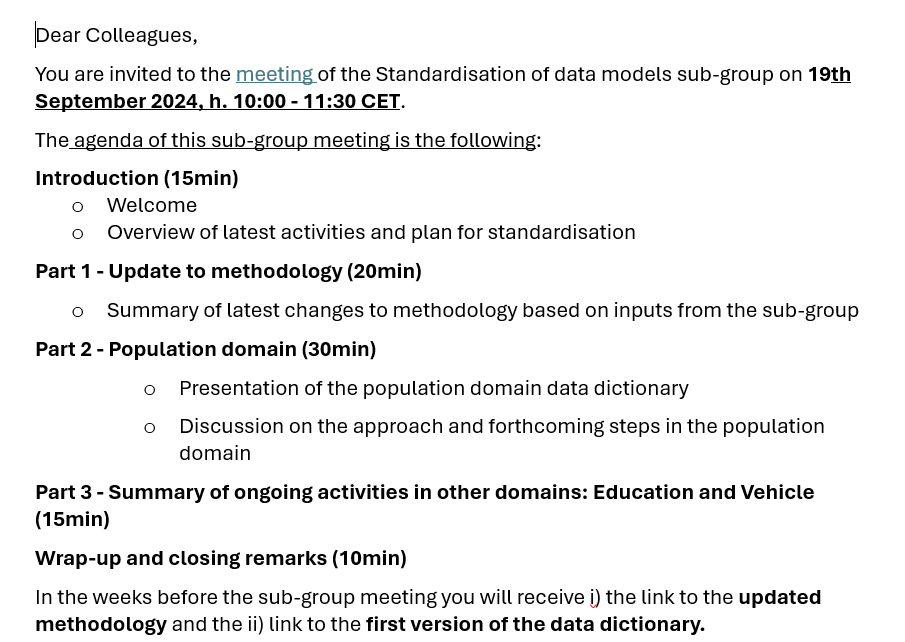 Dear Colleagues,
You are invited to the meeting of the Standardisation of data models sub-group on 19th
September 2024, h. 10:00 - 11:30 CET.
The agenda of this sub-group meeting is the following:
Introduction (15min)
o Welcome
o Overview of latest activities and plan for standardisation
Part 1 - Update to methodology (20min)
o Summary of latest changes to methodology based on inputs from the sub-group
Part 2 - Population domain (30min)
o Presentation of the population domain data dictionary
o Discussion on the approach and forthcoming steps in the population
domain
Part 3 - Summary of ongoing activities in other domains: Education and Vehicle
(15min)
Wrap-up and closing remarks (10min)
In the weeks before the sub-group meeting you will receive i) the link to the updated
methodology and the ii) link to the first version of the data dictionary.